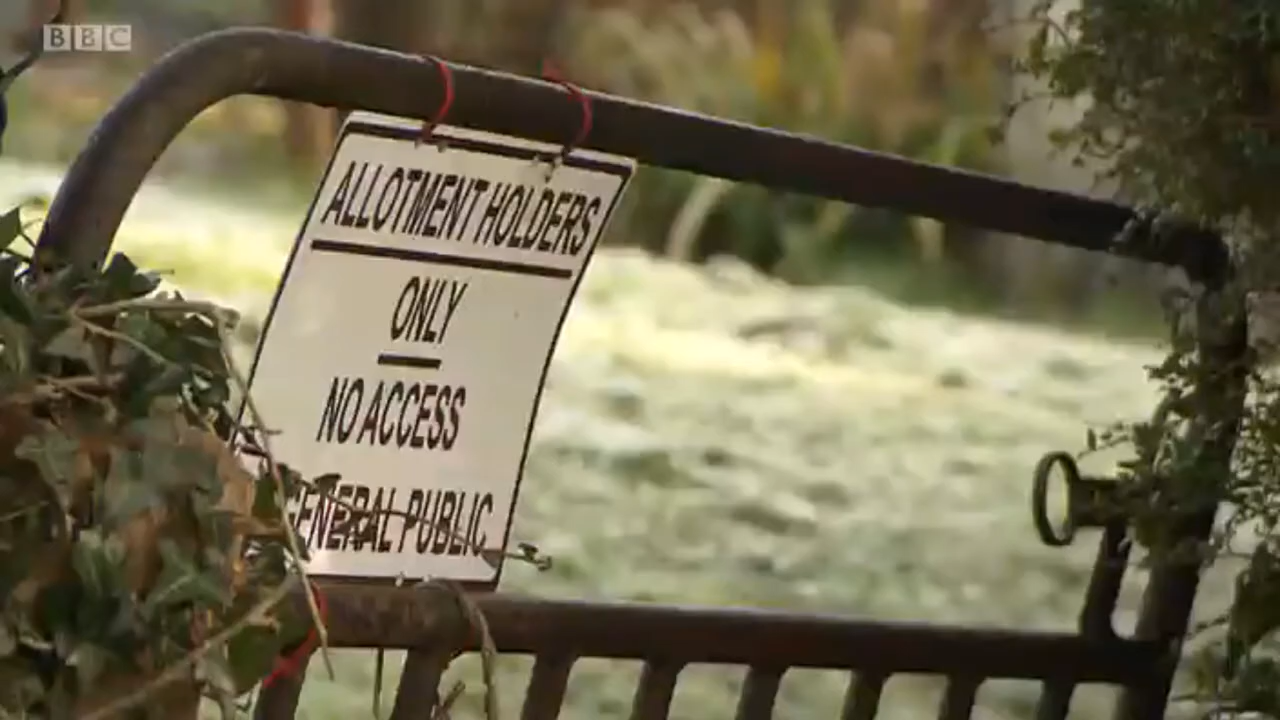 BBC
ALLOTMENT HOLDERS
ONLY
NO ACCESS
GENERAL PUBLIC